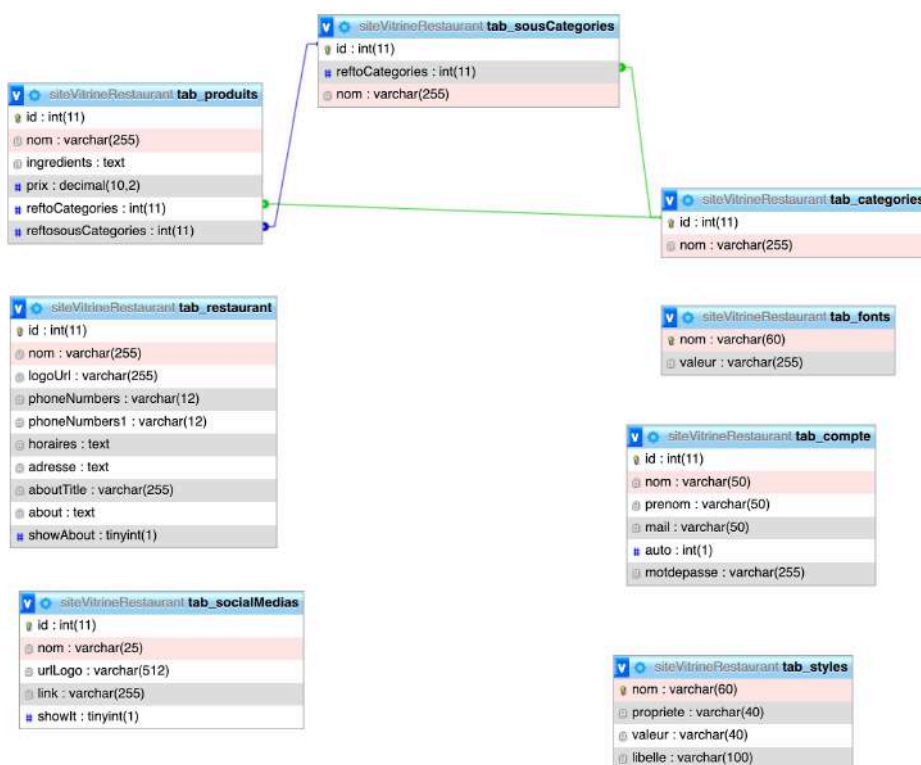 siteVitrineRestaurant tab_sousCategories
id : int(11)
reftoCategories : int(11)
nom : varchar(255)
siteVitrineRestaurant tab_produits
id : int(11)
nom : varchar(255)
ingredients : text
prix : decimal(10,2)
reftoCategories : int(11)
reftosousCategories : int(11)
siteVitrineRestaurant tab_categories
id : int(11)
nom : varchar(255)
siteVitrineRestaurant tab_restaurant
id : int(11)
nom : varchar(255)
logoUrl : varchar(255)
phoneNumbers : varchar(12)
phoneNumbers1 : varchar(12)
horaires : text
adresse : text
aboutTitle : varchar(255)
about : text
showAbout : tinyint(1)
siteVitrineRestaurant tab_fonts
nom : varchar(60)
valeur : varchar(255)
siteVitrineRestaurant tab_compte
id : int(11)
nom : varchar(50)
prenom : varchar(50)
mail : varchar(50)
auto : int(1)
motdepasse : varchar(255)
siteVitrineRestaurant tab_socialMedias
id : int(11)
nom : varchar(25)
urlLogo : varchar(512)
link : varchar(255)
showIt : tinyint(1)
siteVitrineRestaurant tab_styles
nom : varchar(60)
propriete : varchar(40)
valeur : varchar(40)
libelle : varchar(100)